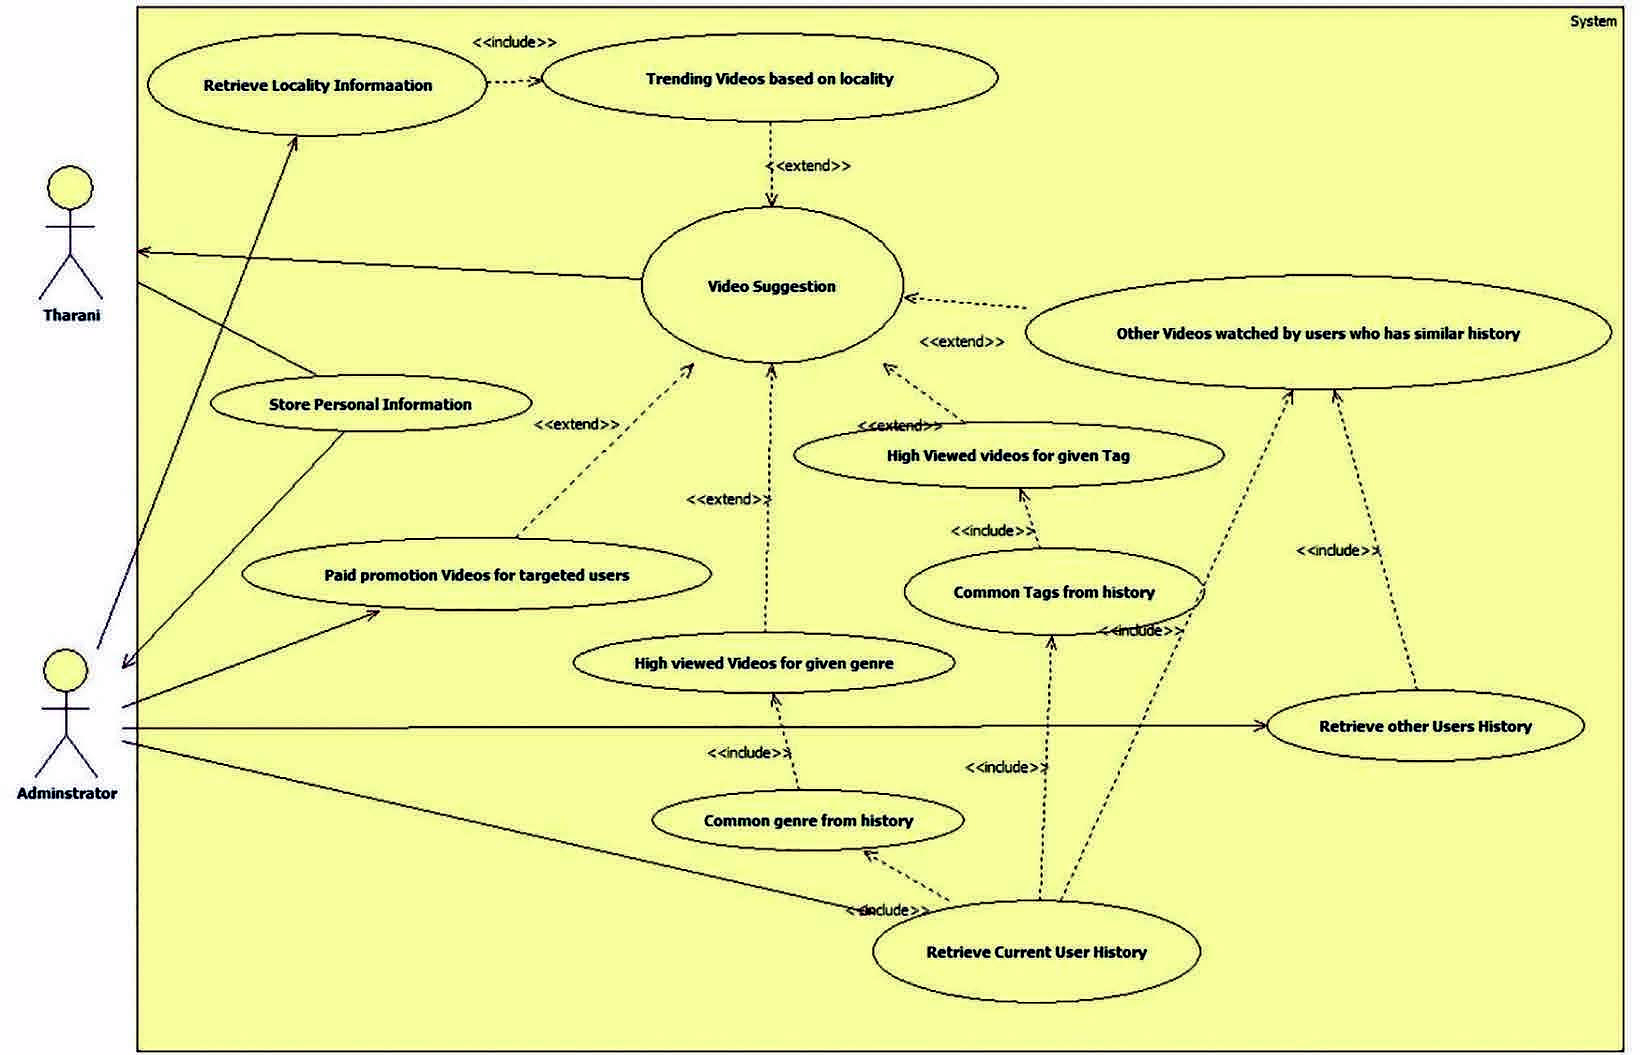 System
<<include>>
Retrieve Locality Informaation
Trending Videos based on locality
<<extend>>
Tharani
Video Suggestion
Other Videos watched by users who has similar history
<<extend>>
Store Personal Information
<<extend>>
<<extend>>
High Viewed videos for given Tag
<<extend>>
<<include>>
<<include>>
Paid promotion Videos for targeted users
Common Tags from history
<<include>>
High viewed Videos for given genre
Retrieve other Users History
<<include>>
<<include>>
Adminstrator
Common genre from history
<<include>>
Retrieve Current User History